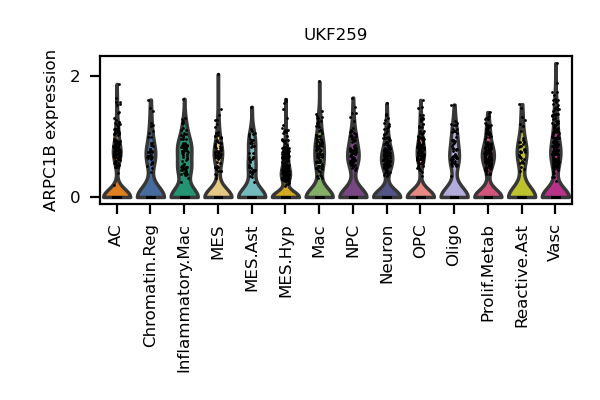 UKF259
ARPC1B expression
2
0
AC
Chromatin.Reg
Inflammatory.Mac
MES
MES.Ast
MES.Hyp
Mac
NPC
Neuron
OPC
Oligo
Prolif.Metab
Reactive.Ast
Vasc